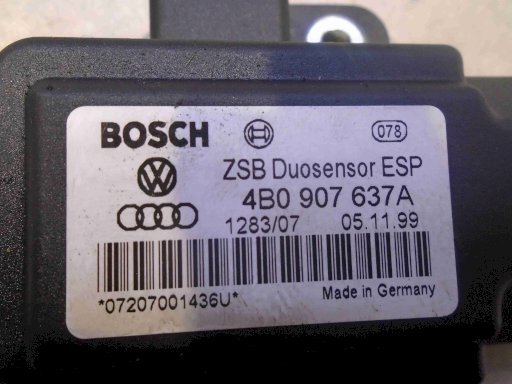 BOSCH
078
ZSB Duosensor ESP
4B0 907 637A
1283/07 05.11.99
*07207001436U* Made in Germany